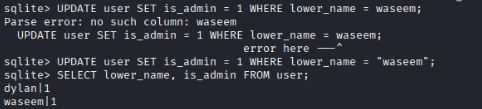 sqlite> UPDATE user SET is_admin = 1 WHERE lower_name = waseem;
Parse error: no such column: waseem
  UPDATE user SET is_admin = 1 WHERE lower_name = waseem;
                                    error here ---^
sqlite> UPDATE user SET is_admin = 1 WHERE lower_name = "waseem";
sqlite> SELECT lower_name, is_admin FROM user;
dylan|1
waseem|1